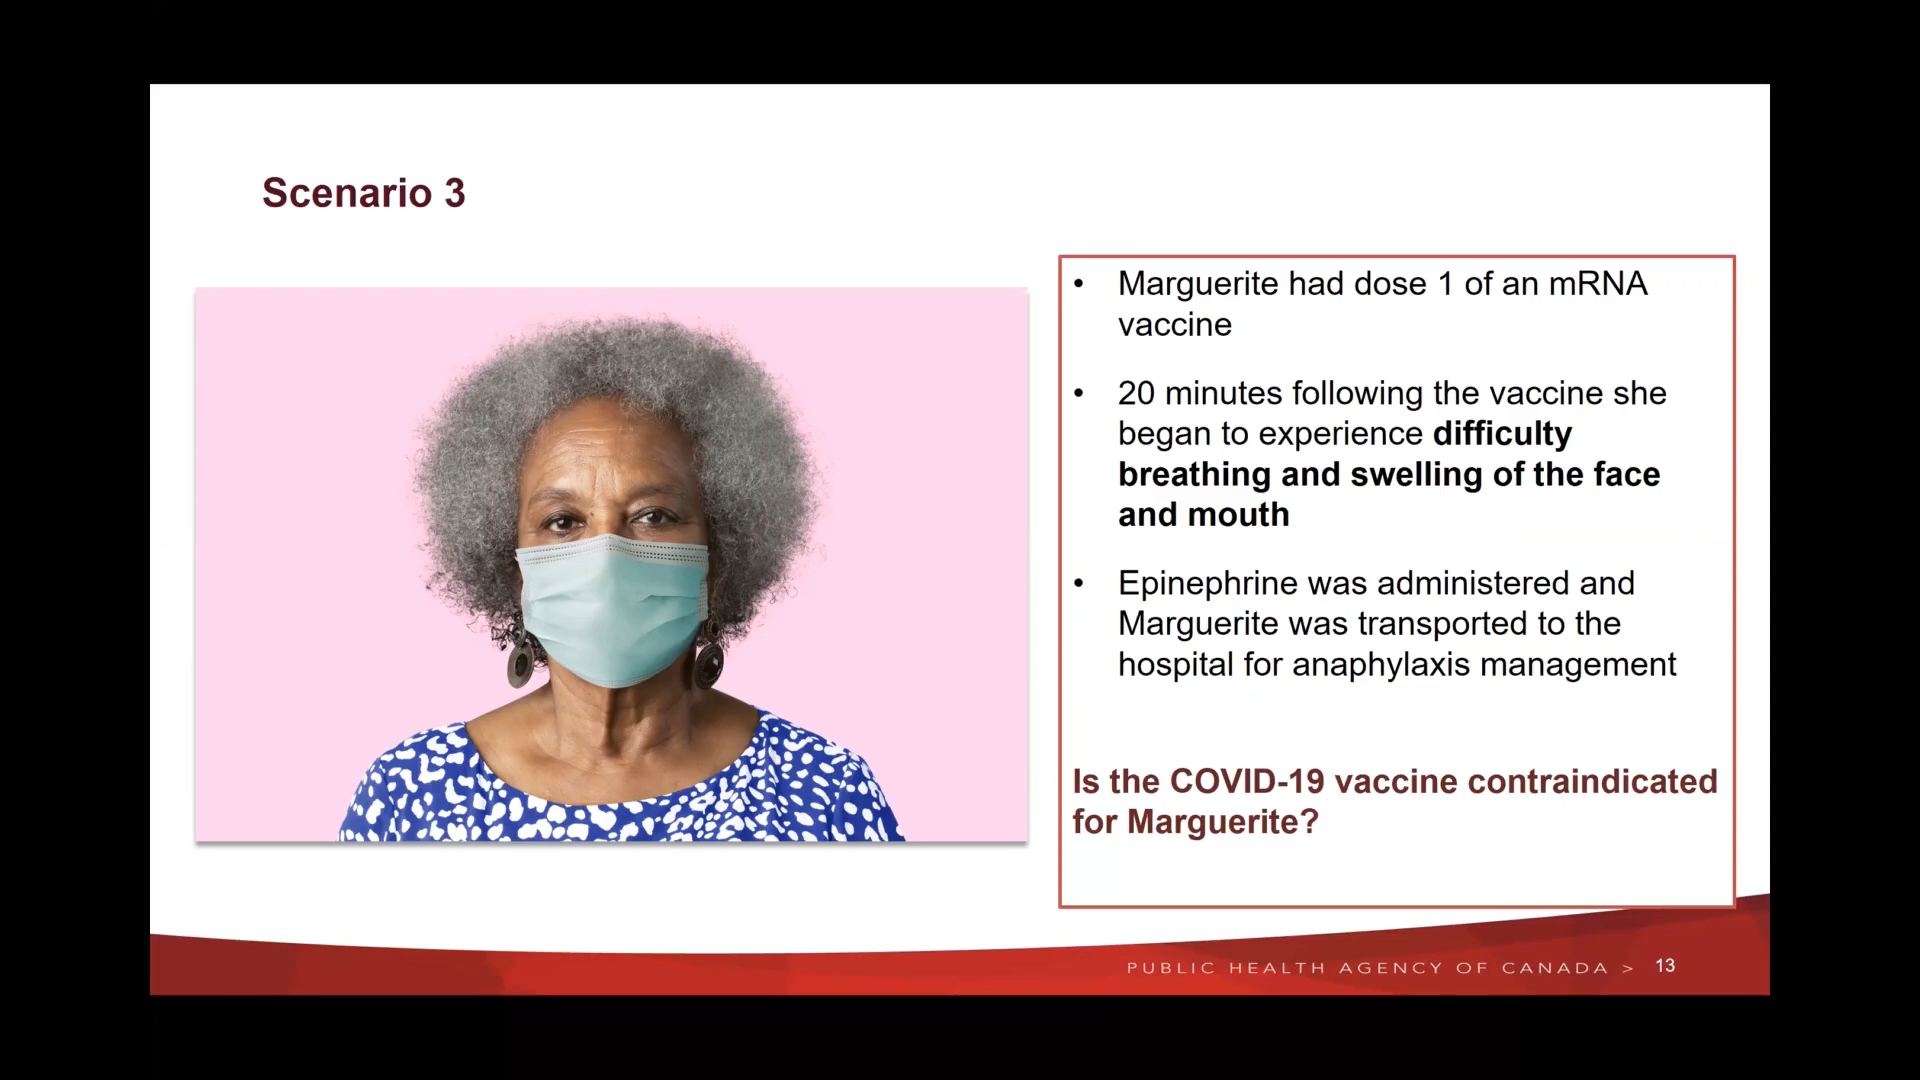 Scenario 3
• Marguerite had dose 1 of an mRNA
vaccine
• 20 minutes following the vaccine she
began to experience difficulty
breathing and swelling of the face
and mouth
• Epinephrine was administered and
Marguerite was transported to the
hospital for anaphylaxis management
Is the COVID-19 vaccine contraindicated
for Marguerite?
PUBLIC HEALTH AGENCY OF CANADA > 13